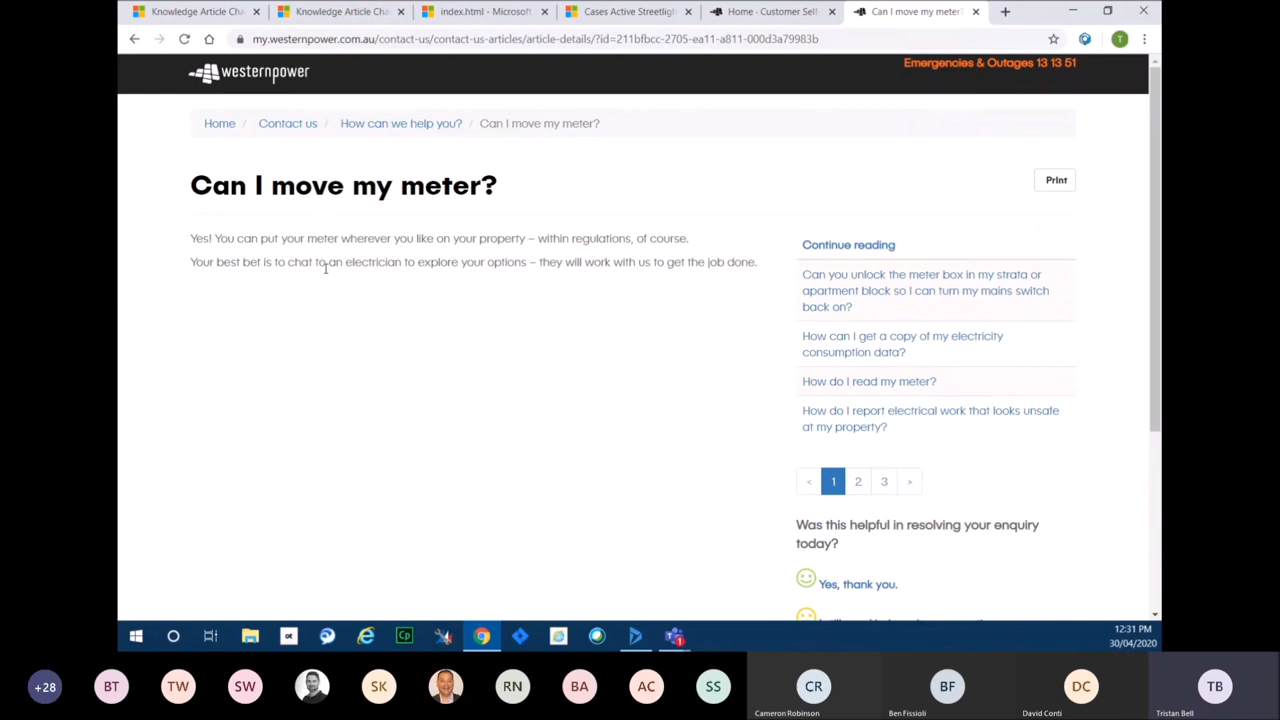 Knowledge Article Cha
Knowledge Article Cha
index.html - Microsoft
Cases Active Streetligh
Home - Customer Self
Can I move my meter?
my.westernpower.com.au/contact-us/contact-us-articles/article-details/?id=211bfbcc-2705-ea11-a811-000d3a79983b
T
westernpower
Emergencies & Outages 13 13 51
Home / Contact us / How can we help you? / Can I move my meter?
Can I move my meter?
Print
Yes! You can put your meter wherever you like on your property – within regulations, of course.
Your best bet is to chat to an electrician to explore your options – they will work with us to get the job done.
Continue reading
Can you unlock the meter box in my strata or
apartment block so I can turn my mains switch
back on?
How can I get a copy of my electricity
consumption data?
How do I read my meter?
How do I report electrical work that looks unsafe
at my property?
< 1 2 3 >
Was this helpful in resolving your enquiry
today?
Yes, thank you.
ot
Cp
1
12:31 PM
30/04/2020
+28
BT
TW
SW
SK
RN
BA
AC
SS
CR
BF
DC
TB
Cameron Robinson
Ben Fissioli
David Conti
Tristan Bell